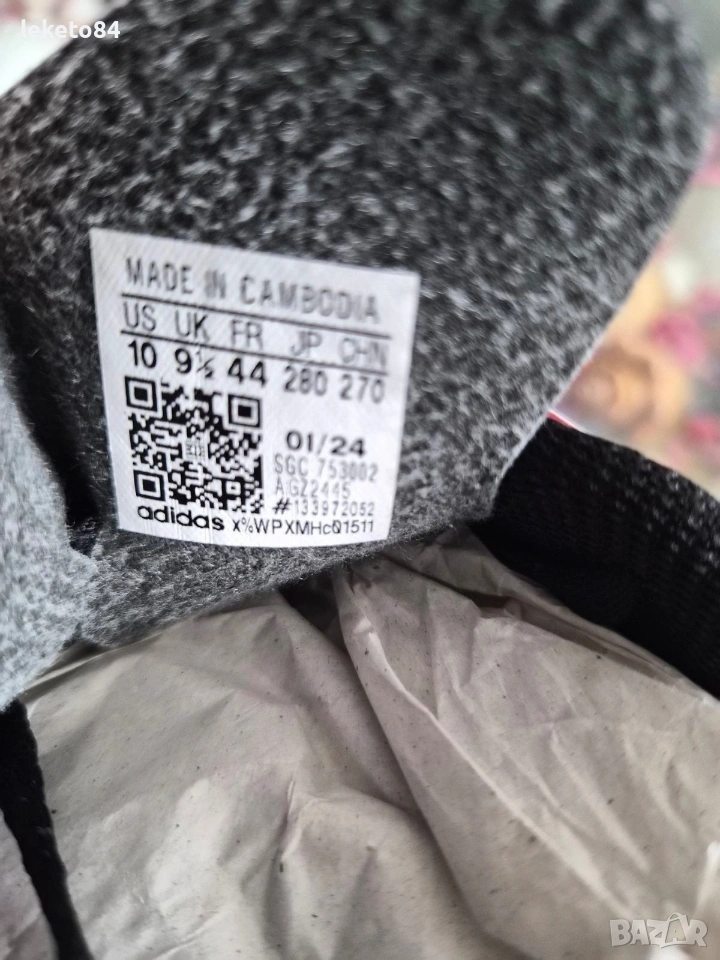 leketo84
MADE IN CAMBODIA
US UK FR JP CHN
10 9½ 44 280 270
01/24
SGC 753002
AGZ2445
#133972052
adidas X%WPXMHcQ1511
BAZAR